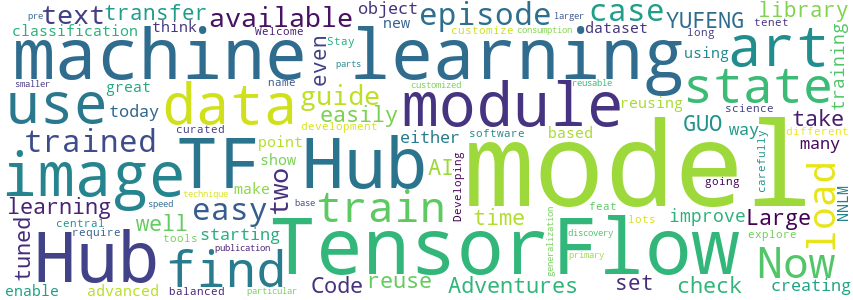 pre text transfer available episode case object new larger tenet library
classification think Welcome Stay customize consumption dataset YUFENG long
machine learning art
smaller even parts name great customized using reusable training
use data guide module reusing state
today curated easily development science
trained point either software based GUO way take different
image TF Hub model many
show AI Developing going carefully
learning easy two make technique train base time feat improve Large load NNLM
tuned central well speed generalization lots explore
require starting tools publication discovery
Hub find TensorFlow Now
enable advanced balanced particular Code reuse Adventures primary set check creating